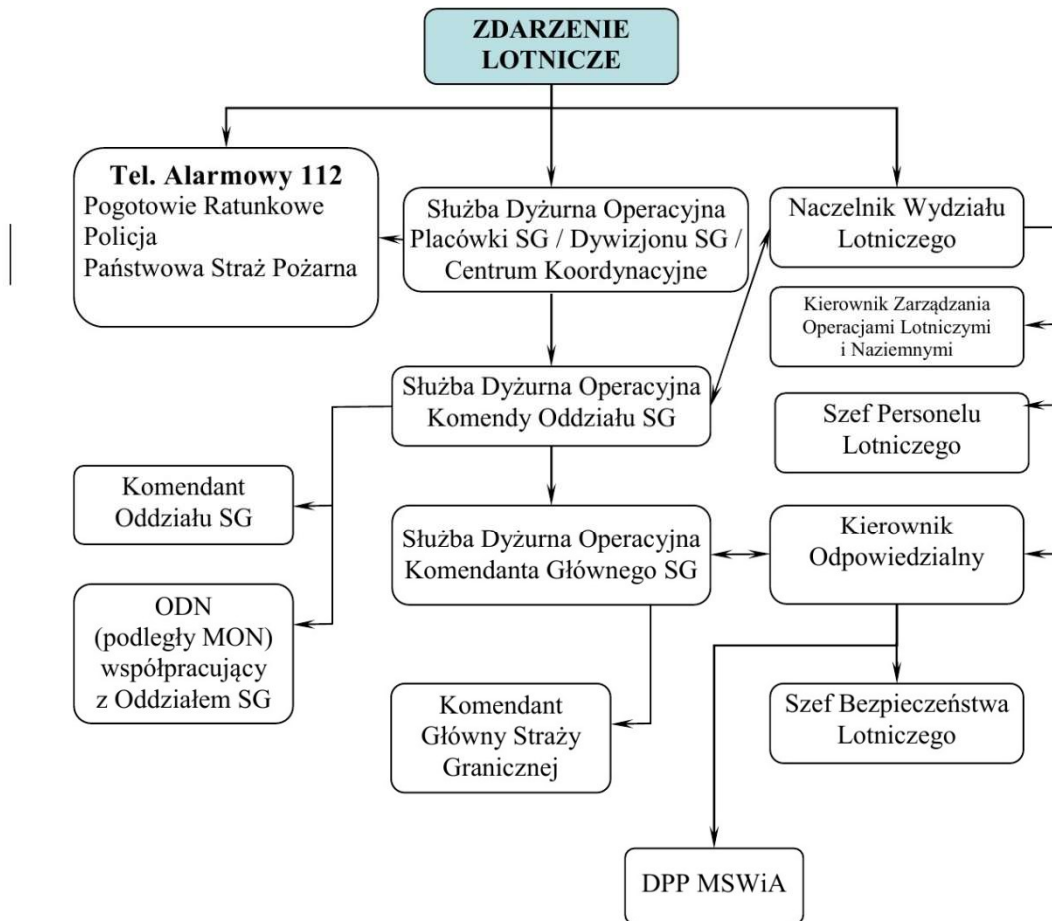 ZDARZENIE
LOTNICZE
Tel. Alarmowy 112
Pogotowie Ratunkowe
Policja
Państwowa Straż Pożarna
Służba Dyżurna Operacyjna
Placówki SG / Dywizjonu SG /
Centrum Koordynacyjne
Naczelnik Wydziału
Lotniczego
Kierownik Zarządzania
Operacjami Lotniczymi
i Naziemnymi
Służba Dyżurna Operacyjna
Komendy Oddziału SG
Szef Personelu
Lotniczego
Komendant
Oddziału SG
Służba Dyżurna Operacyjna
Komendanta Głównego SG
Kierownik
Odpowiedzialny
ODN
(podległy MON)
współpracujący
z Oddziałem SG
Komendant
Główny Straży
Granicznej
Szef Bezpieczeństwa
Lotniczego
DPP MSWiA